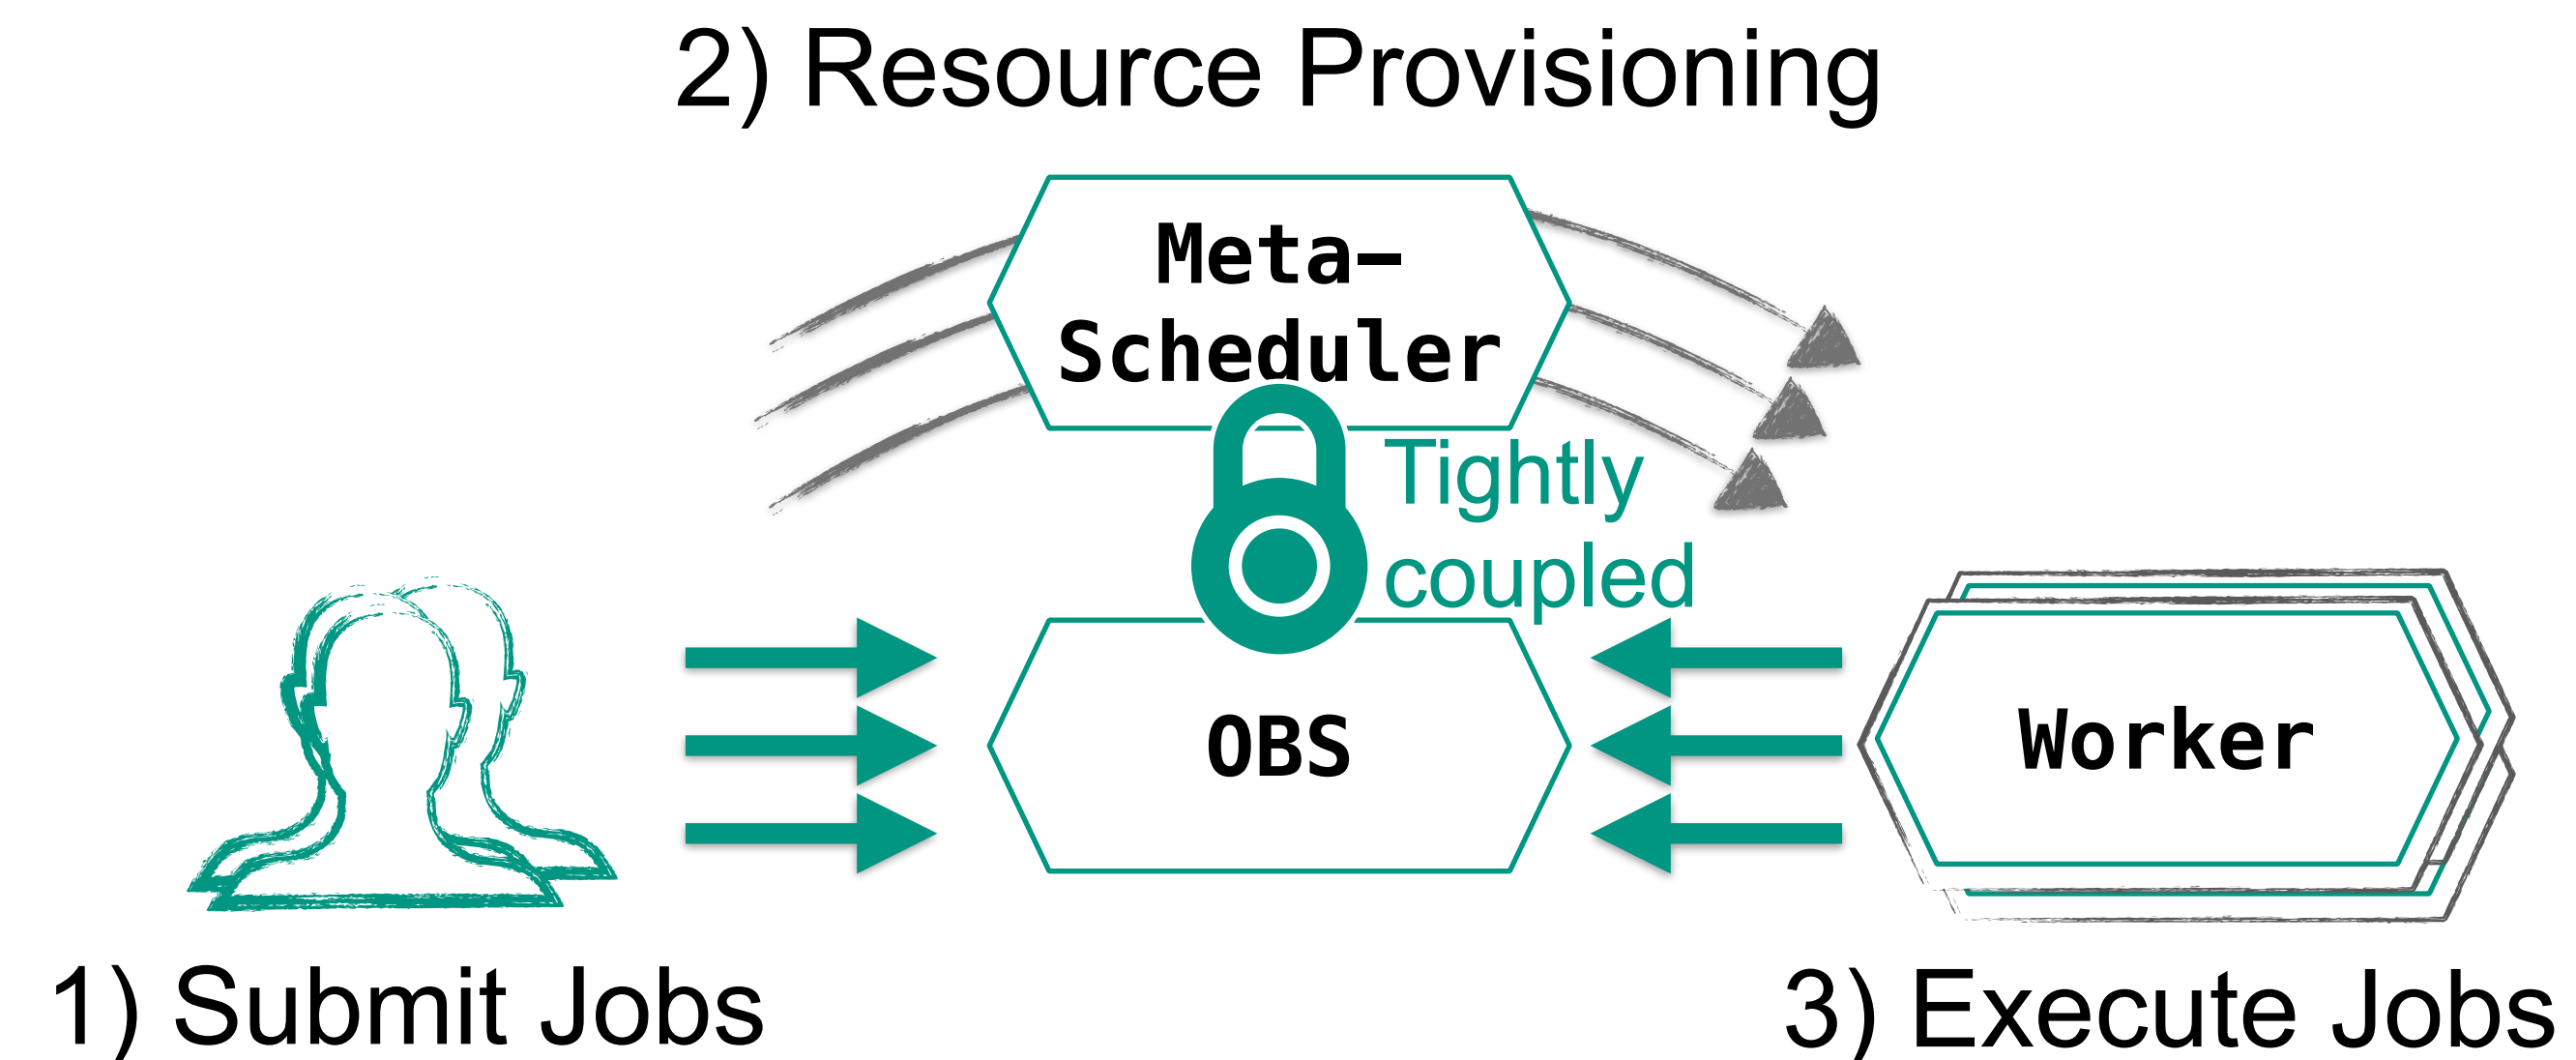 2) Resource Provisioning
Meta-
Scheduler
Tightly
coupled
OBS
Worker
1) Submit Jobs
3) Execute Jobs